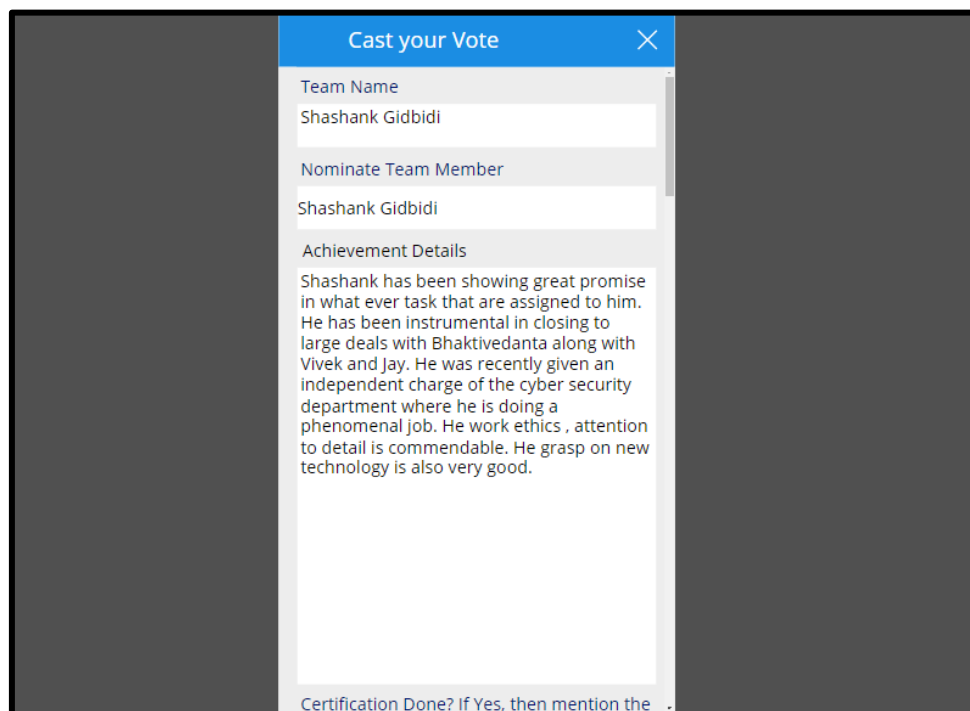 Cast your Vote
Team Name
Shashank Gidbidi
Nominate Team Member
Shashank Gidbidi
Achievement Details
Shashank has been showing great promise
in what ever task that are assigned to him.
He has been instrumental in closing to
large deals with Bhaktivedanta along with
Vivek and Jay. He was recently given an
independent charge of the cyber security
department where he is doing a
phenomenal job. He work ethics , attention
to detail is commendable. He grasp on new
technology is also very good.
Certification Done? If Yes, then mention the